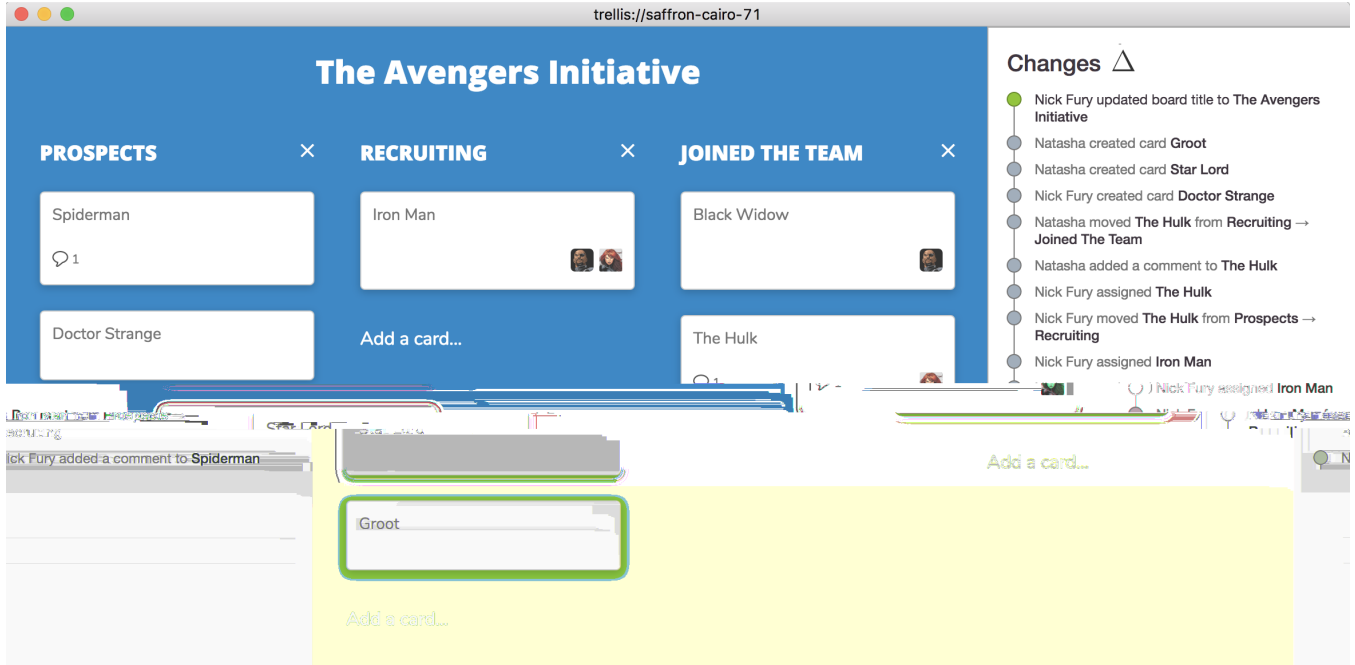 trellis://saffron-cairo-71
The Avengers Initiative
PROSPECTS
Spiderman
1
Doctor Strange
RECRUITING
Iron Man
Add a card...
JOINED THE TEAM
Black Widow
The Hulk
1
Changes △
Nick Fury updated board title to The Avengers
Initiative
Natasha created card Groot
Natasha created card Star Lord
Nick Fury created card Doctor Strange
Natasha moved The Hulk from Recruiting →
Joined The Team
Natasha added a comment to The Hulk
Nick Fury assigned The Hulk
Nick Fury moved The Hulk from Prospects →
Recruiting
Nick Fury assigned Iron Man
Nick Fury assigned Iron Man
Star Lord
ick Fury added a comment to Spiderman
Add a card...
N
Groot
Add a card...